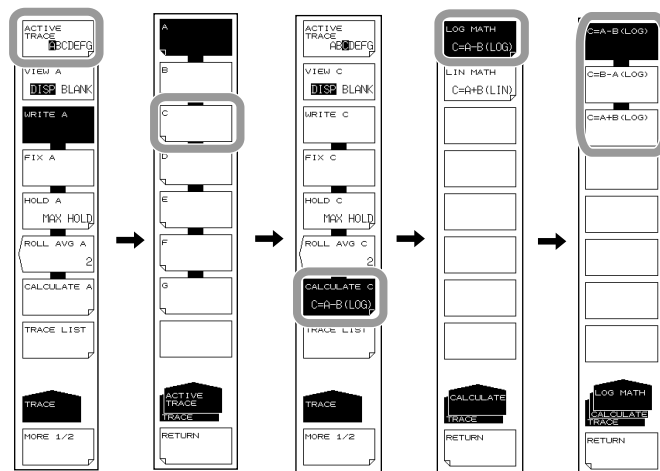 ACTIVE
TRACE
ABCDEFG
VIEW A
DISP BLANK
WRITE A
FIX A
HOLD A
MAX HOLD
ROLL AVG A
2
CALCULATE A
TRACE LIST
TRACE
MORE 1/2
A
B
C
D
E
F
G
ACTIVE
TRACE
TRACE
RETURN
ACTIVE
TRACE
ABCDEFG
VIEW C
DISP BLANK
WRITE C
FIX C
HOLD C
MAX HOLD
ROLL AVG C
2
CALCULATE C
C=A-B(LOG)
TRACE LIST
TRACE
MORE 1/2
LOG MATH
C=A-B(LOG)
LIN MATH
C=A+B(LIN)
CALCULATE
TRACE
RETURN
C=A-B(LOG)
C=B-A(LOG)
C=A+B(LOG)
LOG MATH
CALCULATE
TRACE
RETURN